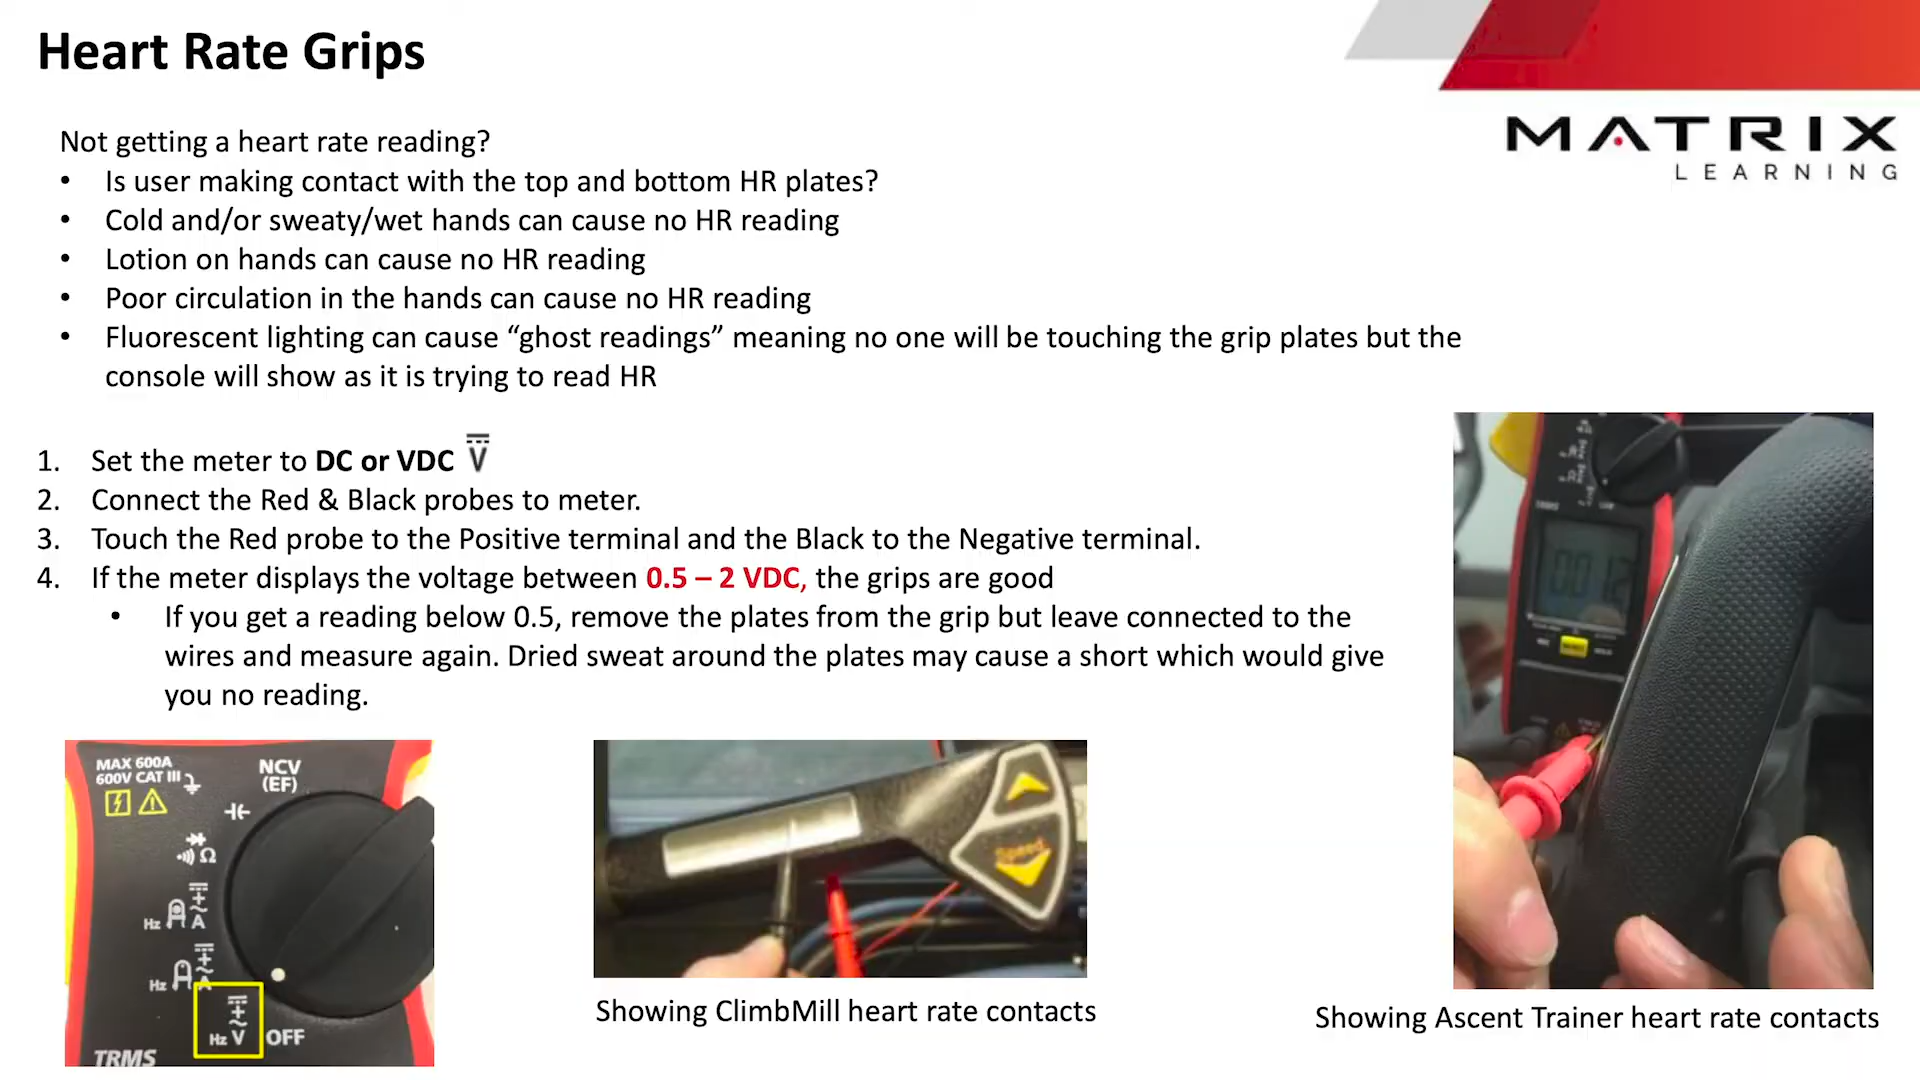 Heart Rate Grips
MATRIX
LEARNING
Not getting a heart rate reading?
• Is user making contact with the top and bottom HR plates?
• Cold and/or sweaty/wet hands can cause no HR reading
• Lotion on hands can cause no HR reading
• Poor circulation in the hands can cause no HR reading
• Fluorescent lighting can cause “ghost readings” meaning no one will be touching the grip plates but the
console will show as it is trying to read HR
1. Set the meter to DC or VDC V
2. Connect the Red & Black probes to meter.
3. Touch the Red probe to the Positive terminal and the Black to the Negative terminal.
4. If the meter displays the voltage between 0.5 – 2 VDC, the grips are good
• If you get a reading below 0.5, remove the plates from the grip but leave connected to the
wires and measure again. Dried sweat around the plates may cause a short which would give
you no reading.
MAX 600A
600V CAT III
NCV
(EF)
Ω
Hz A
Hz A
Hz V OFF
TRMS
Speed
Showing ClimbMill heart rate contacts
Showing Ascent Trainer heart rate contacts